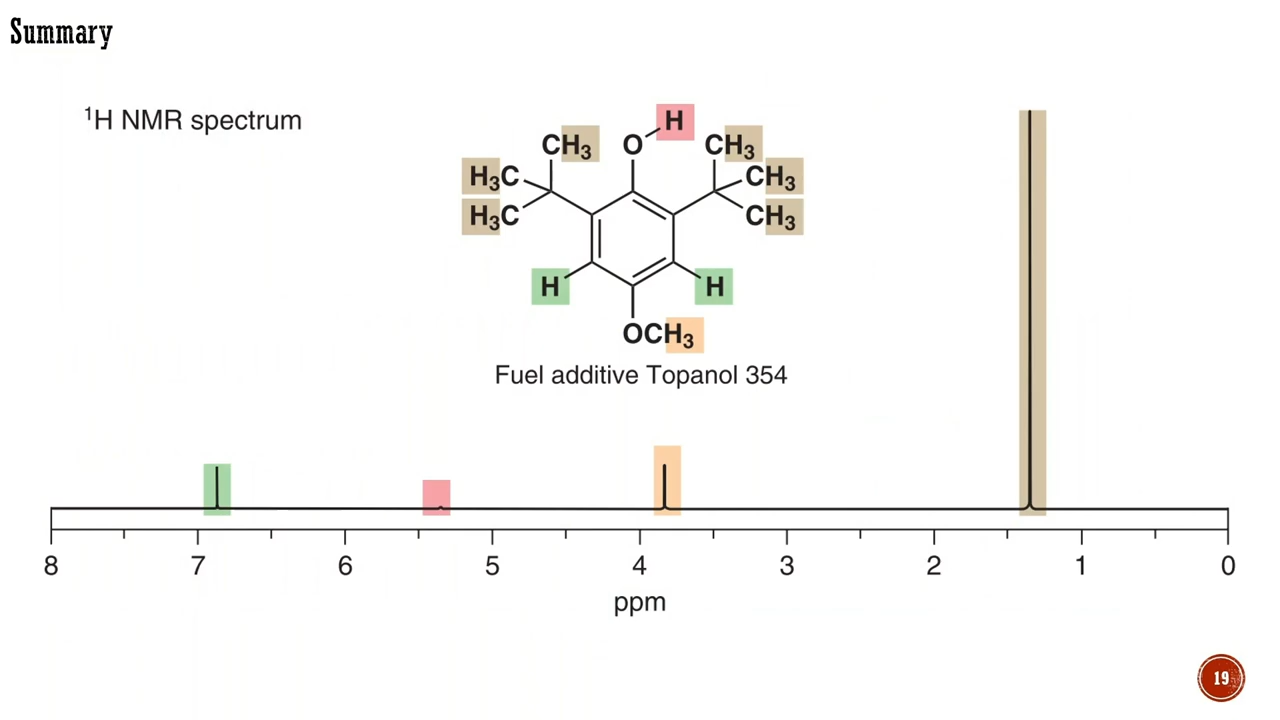 Summary
¹H NMR spectrum
H
CH₃ O CH₃
H₃C CH₃
H₃C CH₃
H H
OCH₃
Fuel additive Topanol 354
8 7 6 5 4 3 2 1 0
ppm
19